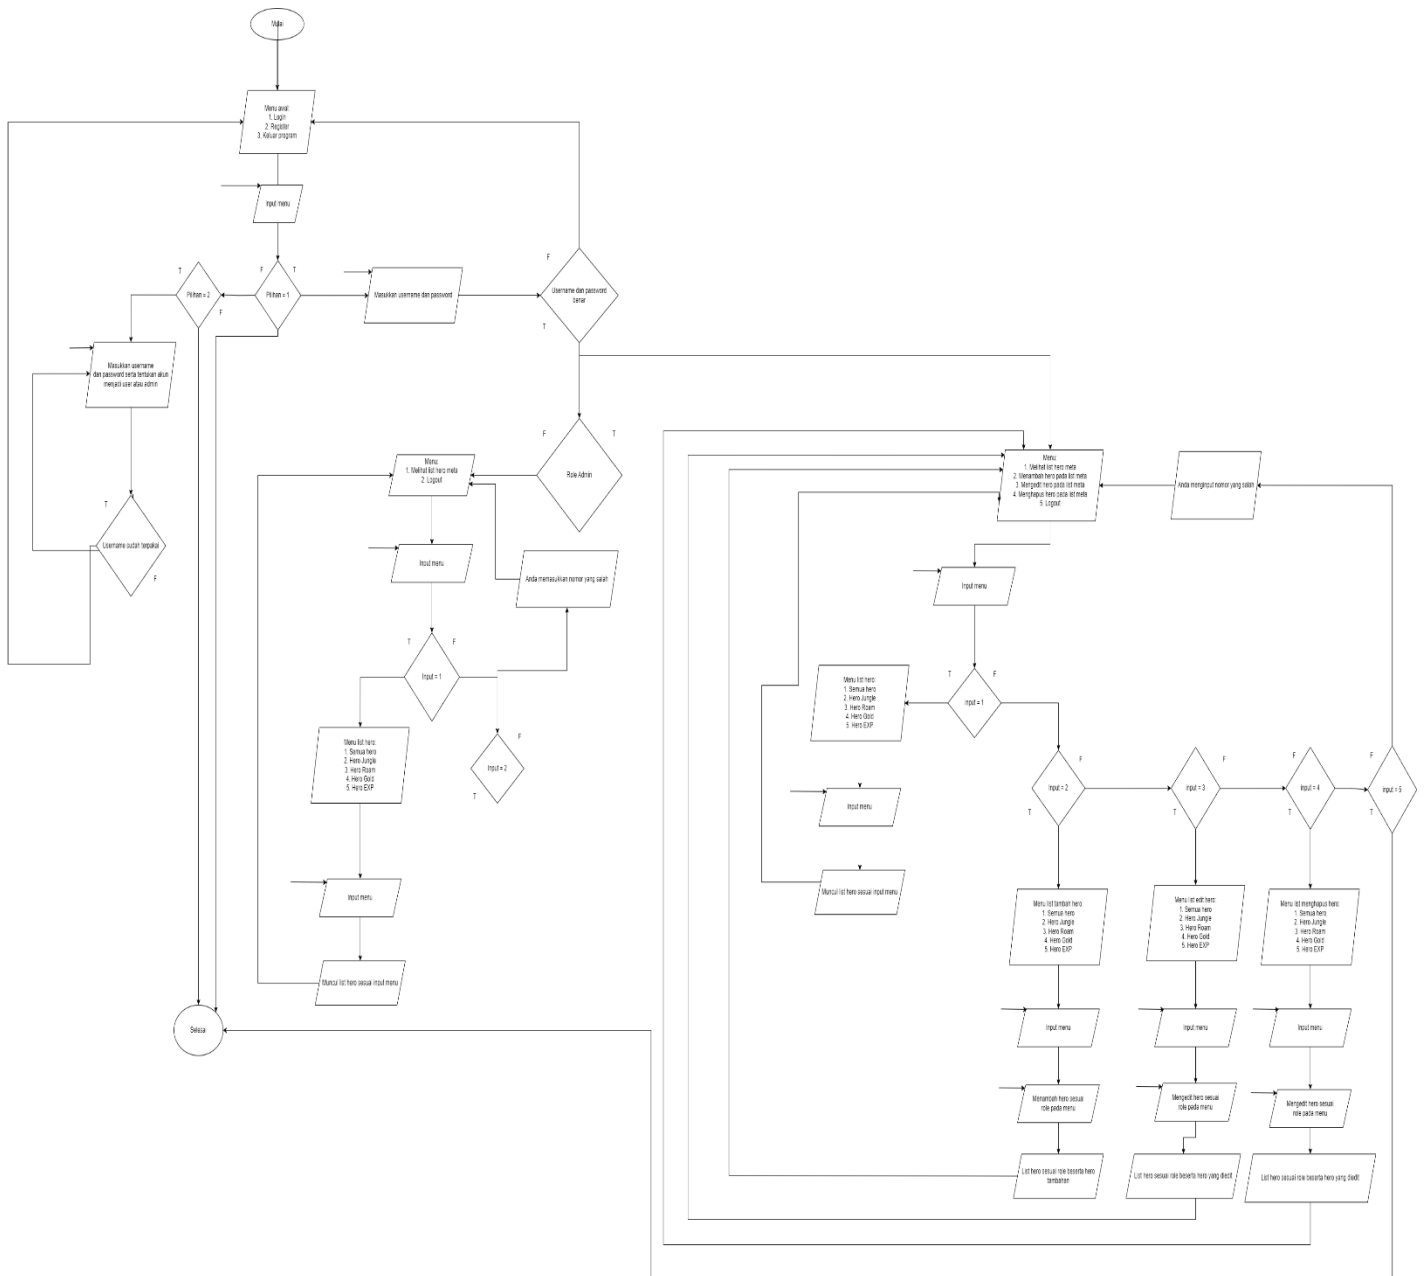 Mulai
Menu awal:
1. Login
2. Register
3. Keluar program
Input menu
F
T
Pilihan = 1
T
Pilihan = 2
F
Masukkan username dan password
F
Username dan password
benar
T
Masukkan username
dan password serta tentukan akun
menjadi user atau admin
T
Username sudah terpakai
F
F
T
Role Admin
Menu:
1. Melihat list hero meta
2. Logout
Input menu
Anda memasukkan nomor yang salah
T
F
Input = 1
Menu list hero:
1. Semua hero
2. Hero Jungle
3. Hero Roam
4. Hero Gold
5. Hero EXP
F
Input = 2
T
Input menu
Muncul list hero sesuai input menu
Selesai
Menu:
1. Melihat list hero meta
2. Menambah hero pada list meta
3. Mengedit hero pada list meta
4. Menghapus hero pada list meta
5. Logout
Anda menginput nomor yang salah
Input menu
T
F
Input = 1
Menu list hero:
1. Semua hero
2. Hero Jungle
3. Hero Roam
4. Hero Gold
5. Hero EXP
Input menu
Muncul list hero sesuai input menu
F
Input = 2
T
F
Input = 3
T
F
Input = 4
T
F
Input = 5
T
Menu list tambah hero
1. Semua hero
2. Hero Jungle
3. Hero Roam
4. Hero Gold
5. Hero EXP
Input menu
Menambah hero sesuai
role pada menu
List hero sesuai role beserta hero
tambahan
Menu list edit hero:
1. Semua hero
2. Hero Jungle
3. Hero Roam
4. Hero Gold
5. Hero EXP
Input menu
Mengedit hero sesuai
role pada menu
List hero sesuai role beserta hero yang diedit
Menu list menghapus hero:
1. Semua hero
2. Hero Jungle
3. Hero Roam
4. Hero Gold
5. Hero EXP
Input menu
Mengedit hero sesuai
role pada menu
List hero sesuai role beserta hero yang diedit